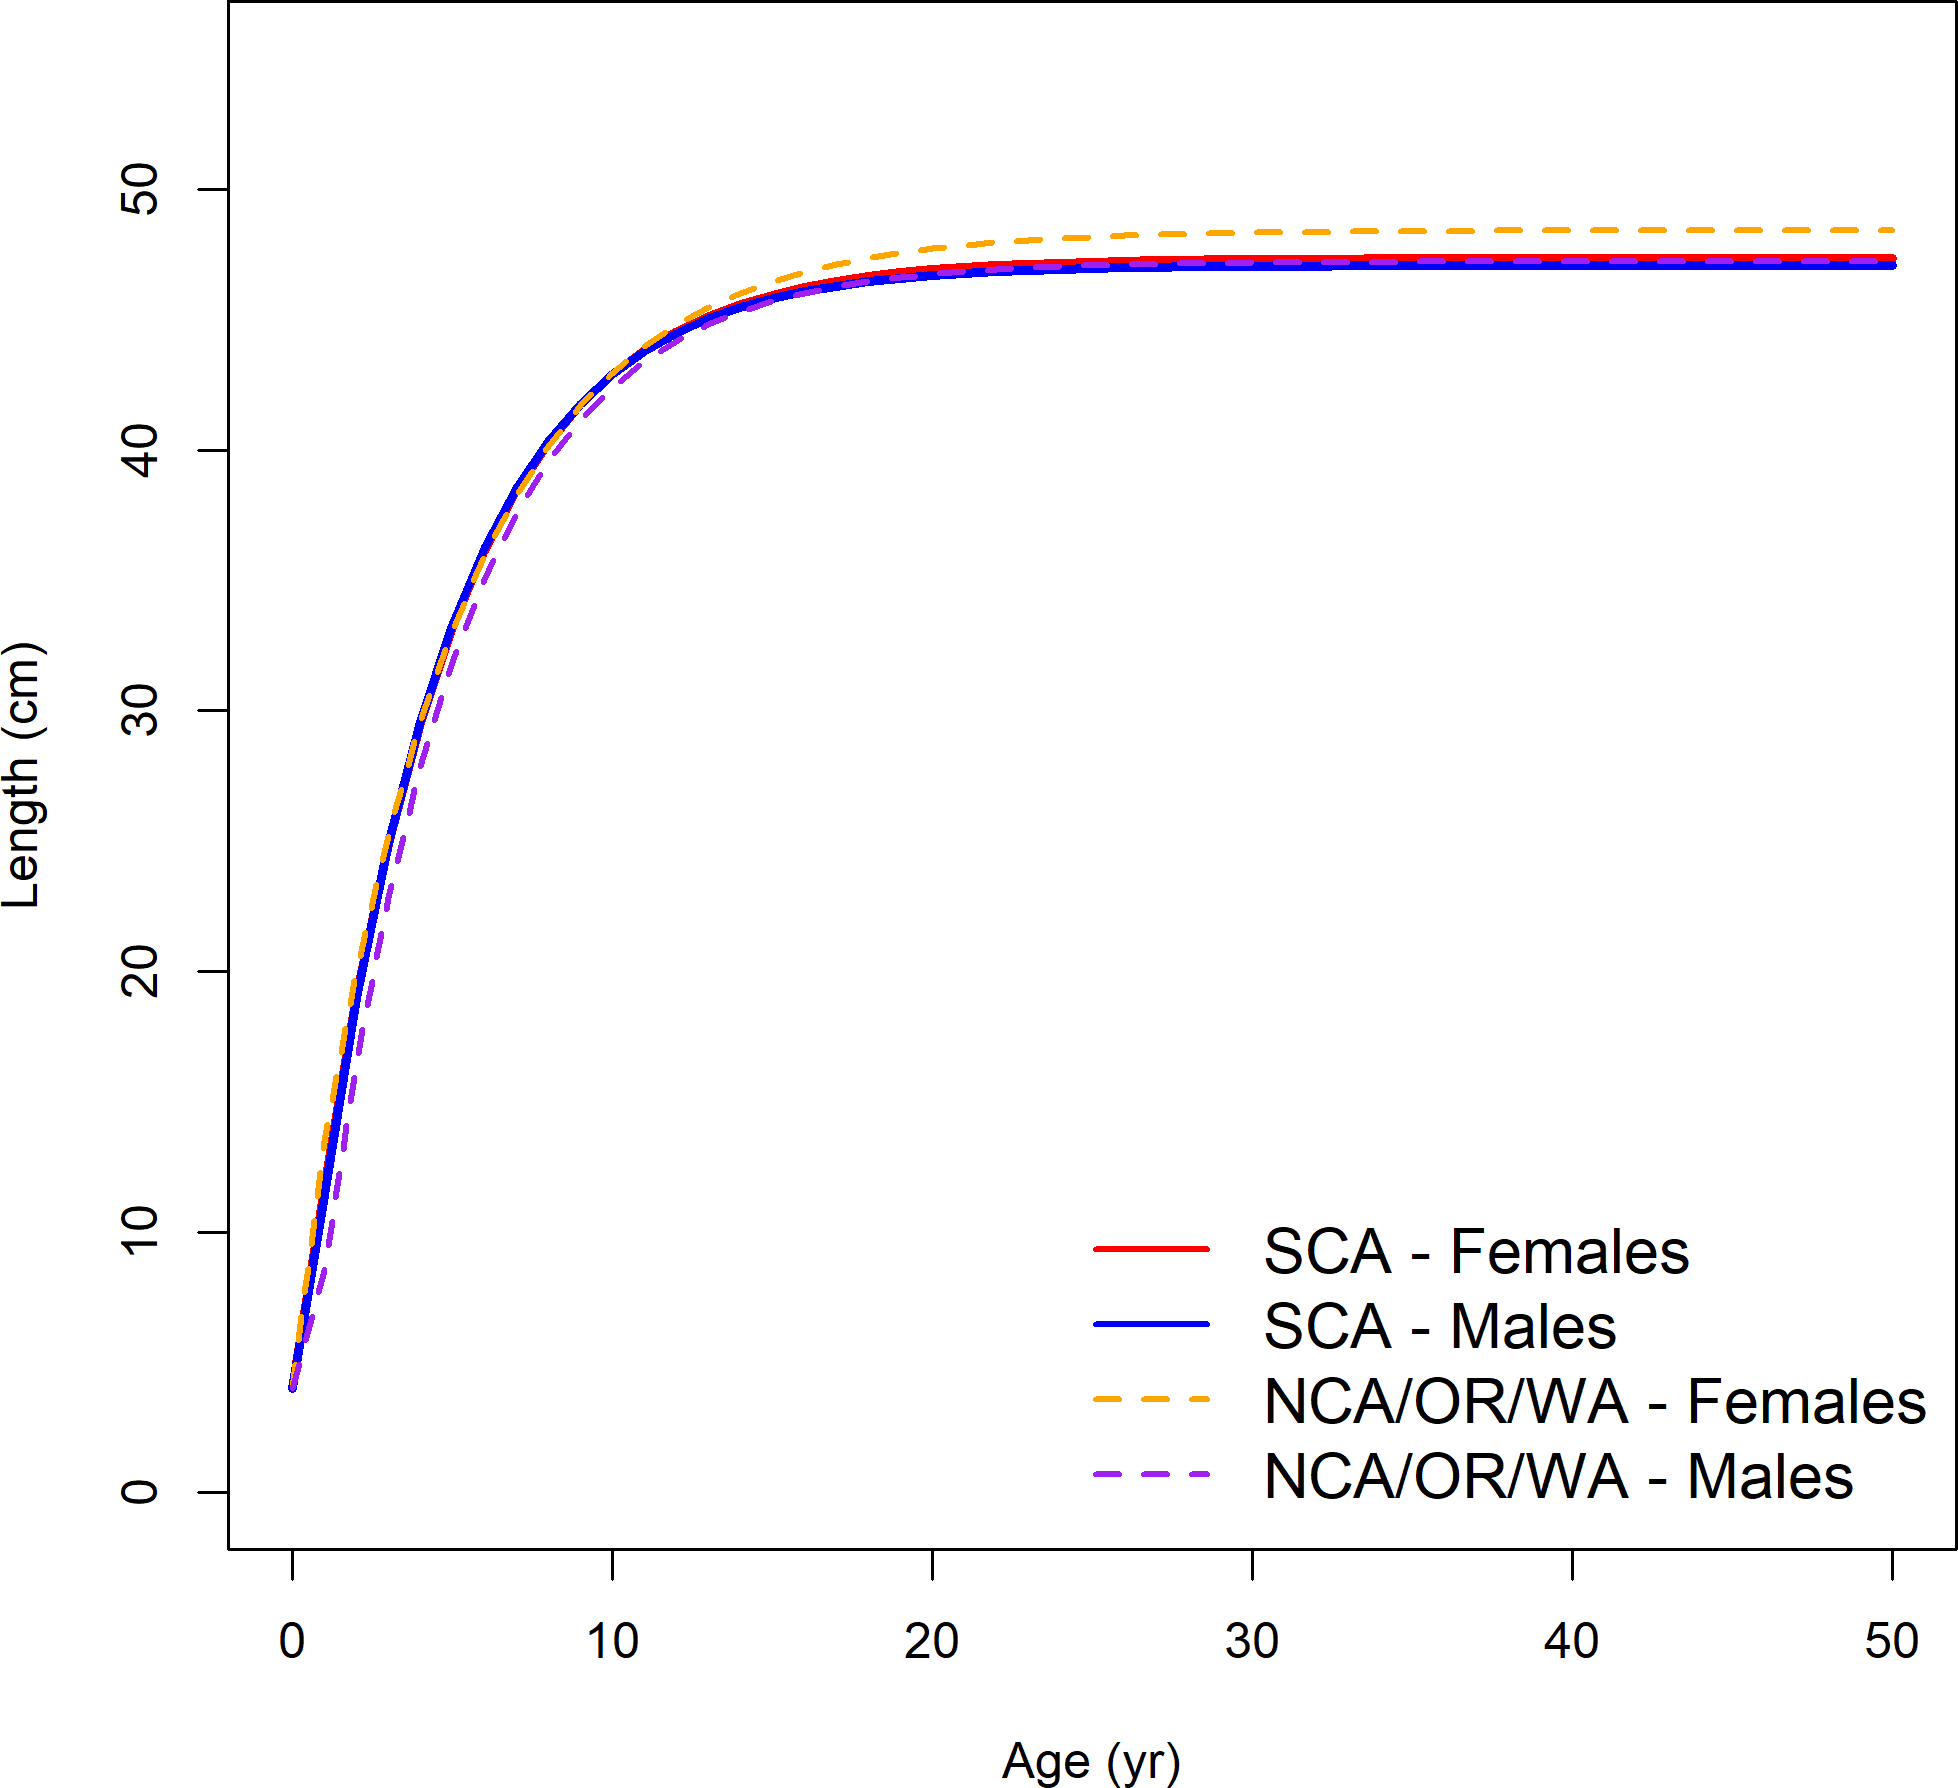 Length (cm)
50
40
30
20
10
0
SCA - Females
SCA - Males
NCA/OR/WA - Females
NCA/OR/WA - Males
0 10 20 30 40 50
Age (yr)